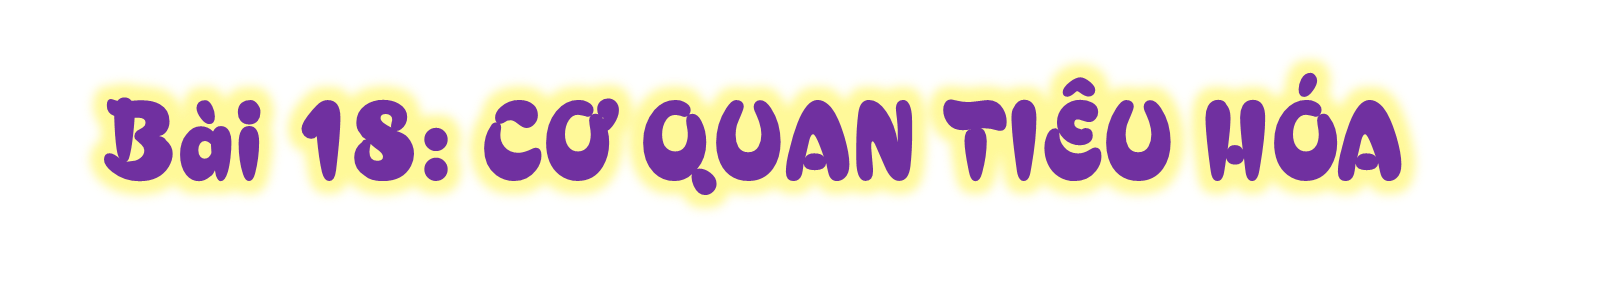 Bài 18: CƠ QUAN TIÊU HÓA